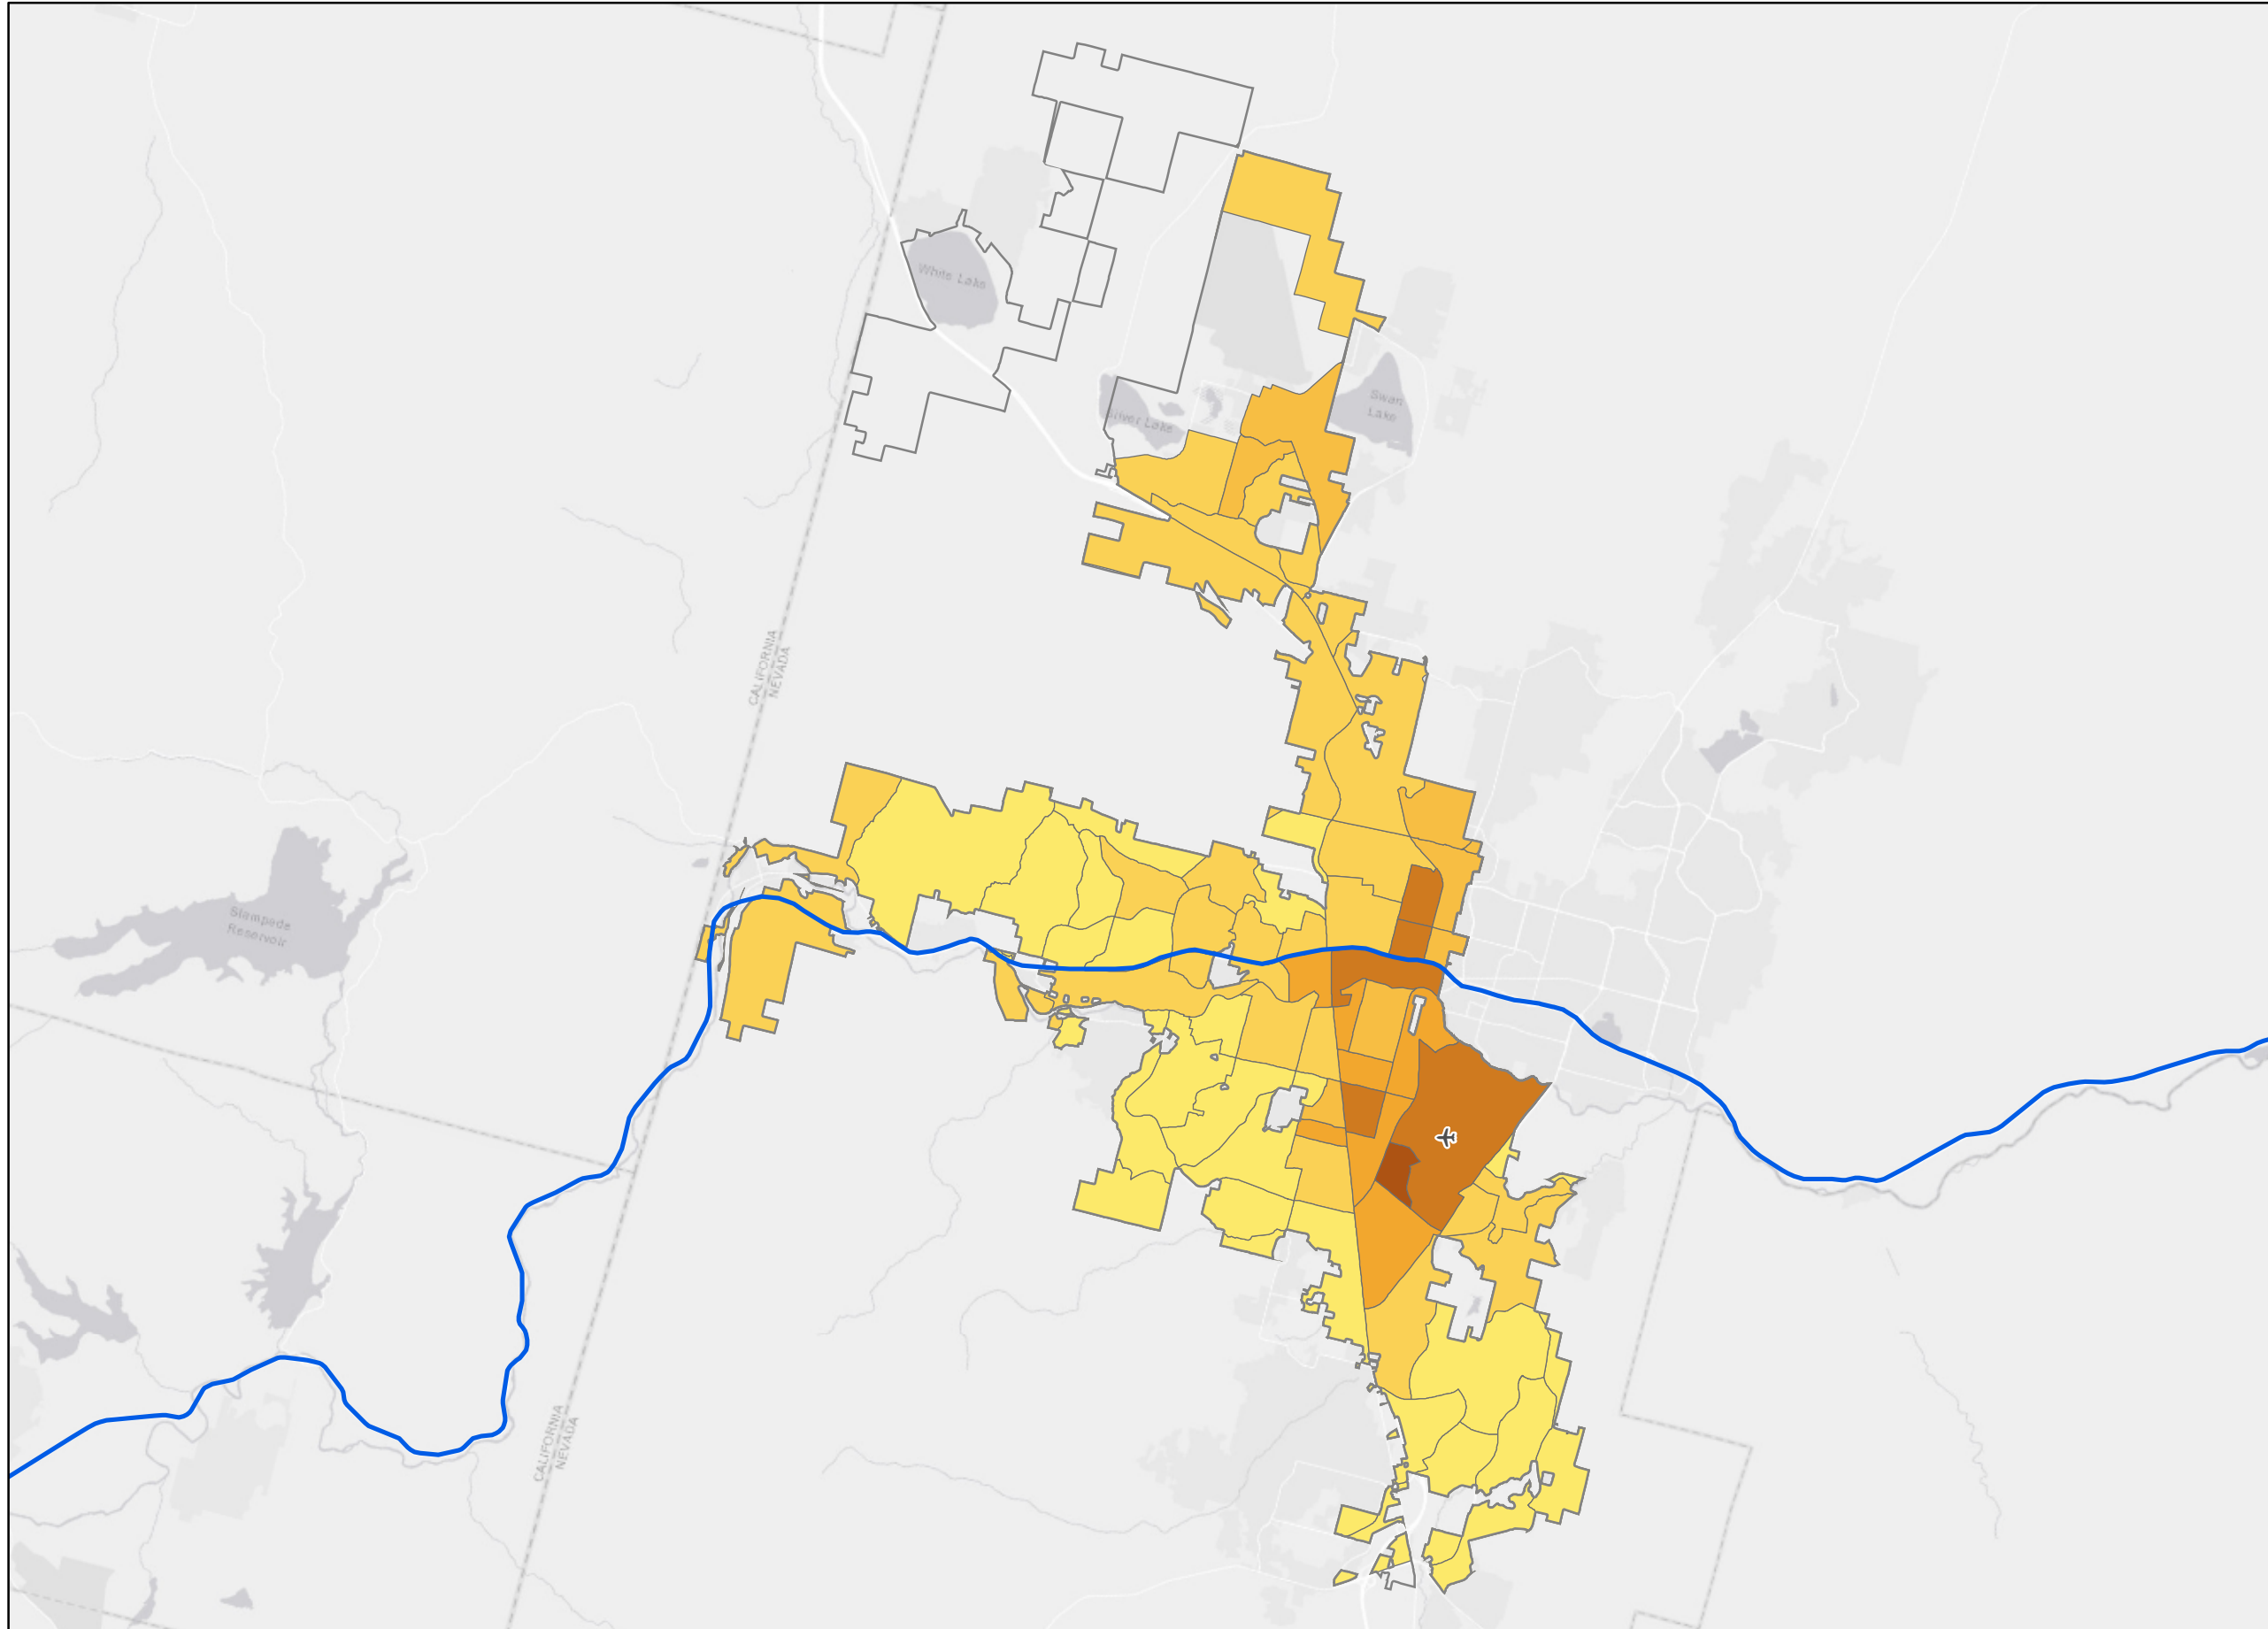 White Lake
Silver Lake
Swan
Lake
CALIFORNIA
NEVADA
Stampede
Reservoir
CALIFORNIA
NEVADA